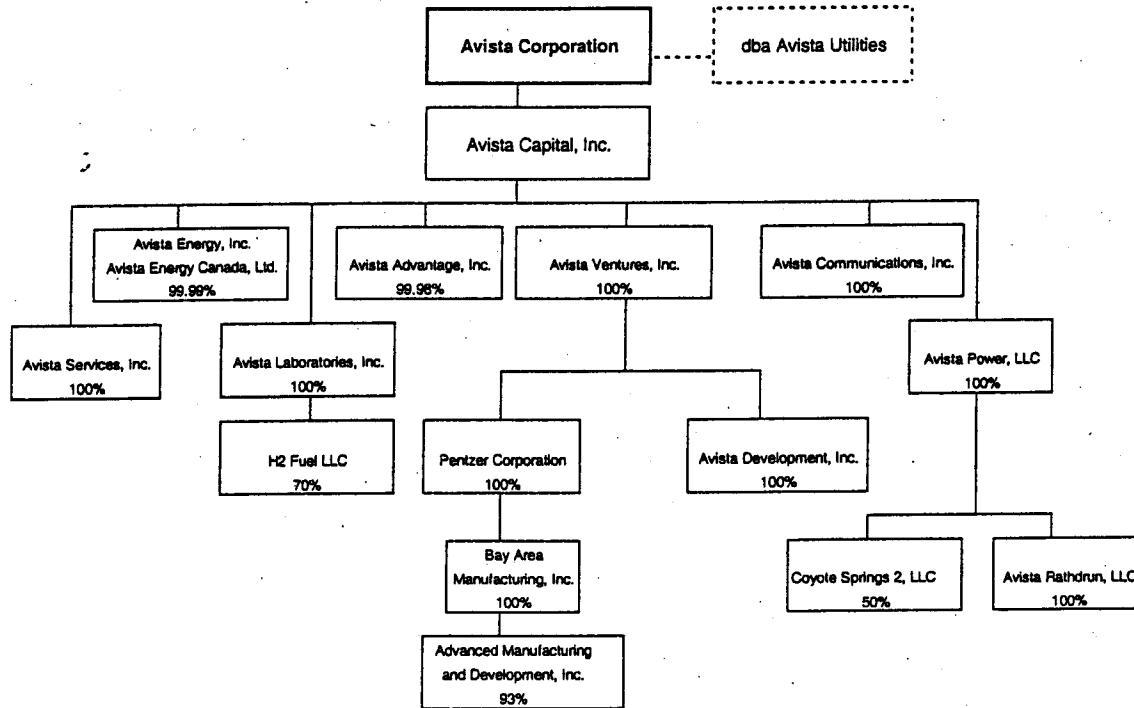 Avista Corporation
dba Avista Utilities
Avista Capital, Inc.
Avista Energy, Inc.
Avista Energy Canada, Ltd.
99.99%
Avista Advantage, Inc.
99.98%
Avista Ventures, Inc.
100%
Avista Communications, Inc.
100%
Avista Services, Inc.
100%
Avista Laboratories, Inc.
100%
Avista Power, LLC
100%
H2 Fuel LLC
70%
Pentzer Corporation
100%
Avista Development, Inc.
100%
Bay Area
Manufacturing, Inc.
100%
Coyote Springs 2, LLC
50%
Avista Rathdrun, LLC
100%
Advanced Manufacturing
and Development, Inc.
93%